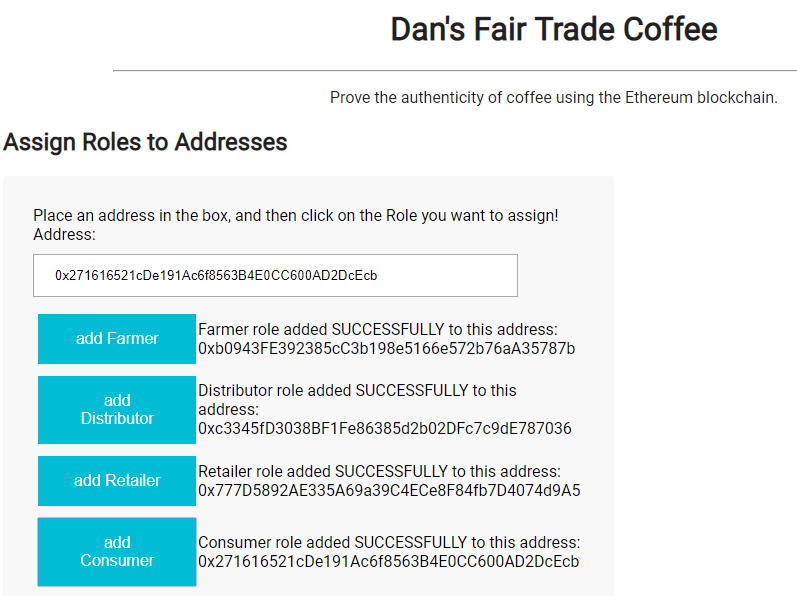 Dan's Fair Trade Coffee
Prove the authenticity of coffee using the Ethereum blockchain.
Assign Roles to Addresses
Place an address in the box, and then click on the Role you want to assign!
Address:
0x271616521cDe191Ac6f8563B4E0CC600AD2DcEcb
add Farmer
Farmer role added SUCCESSFULLY to this address:
0xb0943FE392385cC3b198e5166e572b76aA35787b
add
Distributor
Distributor role added SUCCESSFULLY to this
address:
0xc3345fD3038BF1Fe86385d2b02DFc7c9dE787036
add Retailer
Retailer role added SUCCESSFULLY to this address:
0x777D5892AE335A69a39C4ECe8F84fb7D4074d9A5
add
Consumer
Consumer role added SUCCESSFULLY to this address:
0x271616521cDe191Ac6f8563B4E0CC600AD2DcEcb